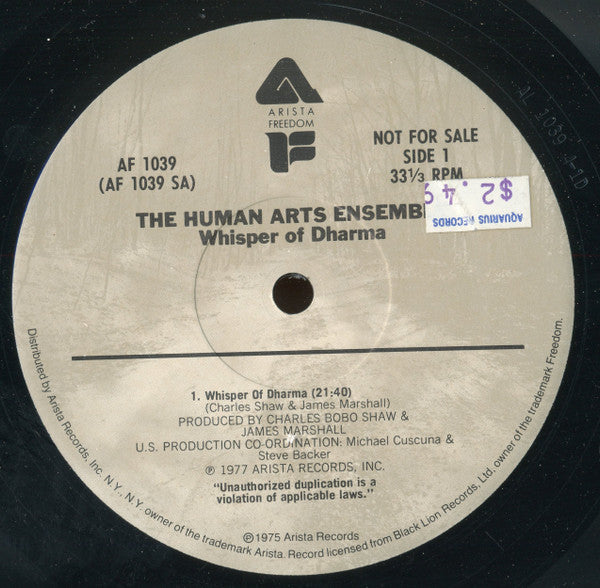 ARISTA
FREEDOM
F
AF 1039
(AF 1039 SA)
NOT FOR SALE
SIDE 1
33⅓ RPM
$2.49
AQUARIUS RECORDS
THE HUMAN ARTS ENSEMB
Whisper of Dharma
1. Whisper Of Dharma (21:40)
(Charles Shaw & James Marshall)
PRODUCED BY CHARLES BOBO SHAW &
JAMES MARSHALL
U.S. PRODUCTION CO-ORDINATION: Michael Cuscuna &
Steve Backer
℗ 1977 ARISTA RECORDS, INC.
"Unauthorized duplication is a
violation of applicable laws."
℗1975 Arista Records
Distributed by Arista Records, Inc. N.Y., N.Y. owner of the trademark Arista. Record licensed from Black Lion Records, Ltd. owner of the trademark Freedom.
AL 1039 A-1D